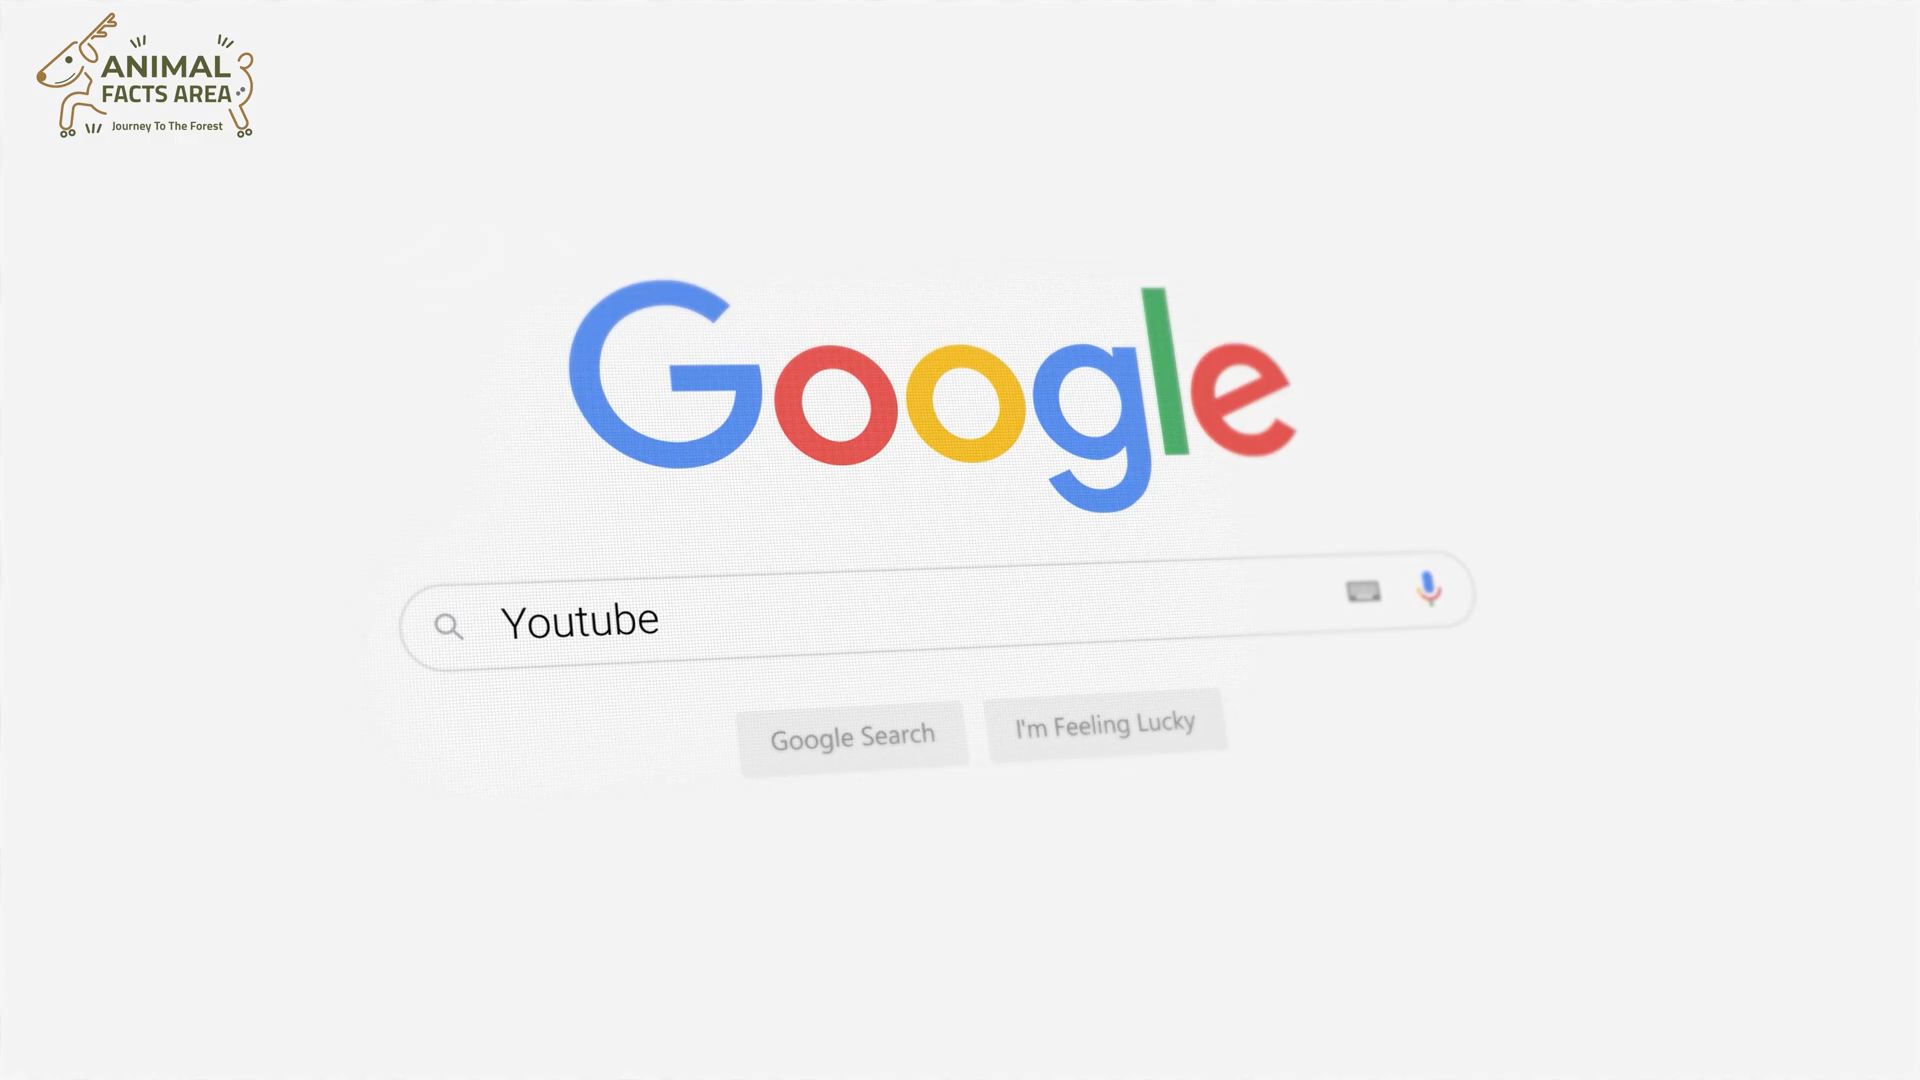 ANIMAL
FACTS AREA
Journey To The Forest
Google
Youtube
Google Search
I'm Feeling Lucky